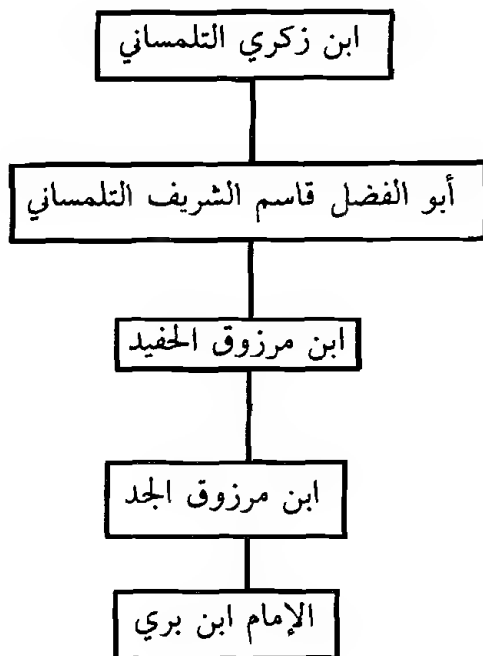 ابن زكري التلمساني
أبو الفضل قاسم الشريف التلمساني
ابن مرزوق الحفيد
ابن مرزوق الجد
الإمام ابن بري